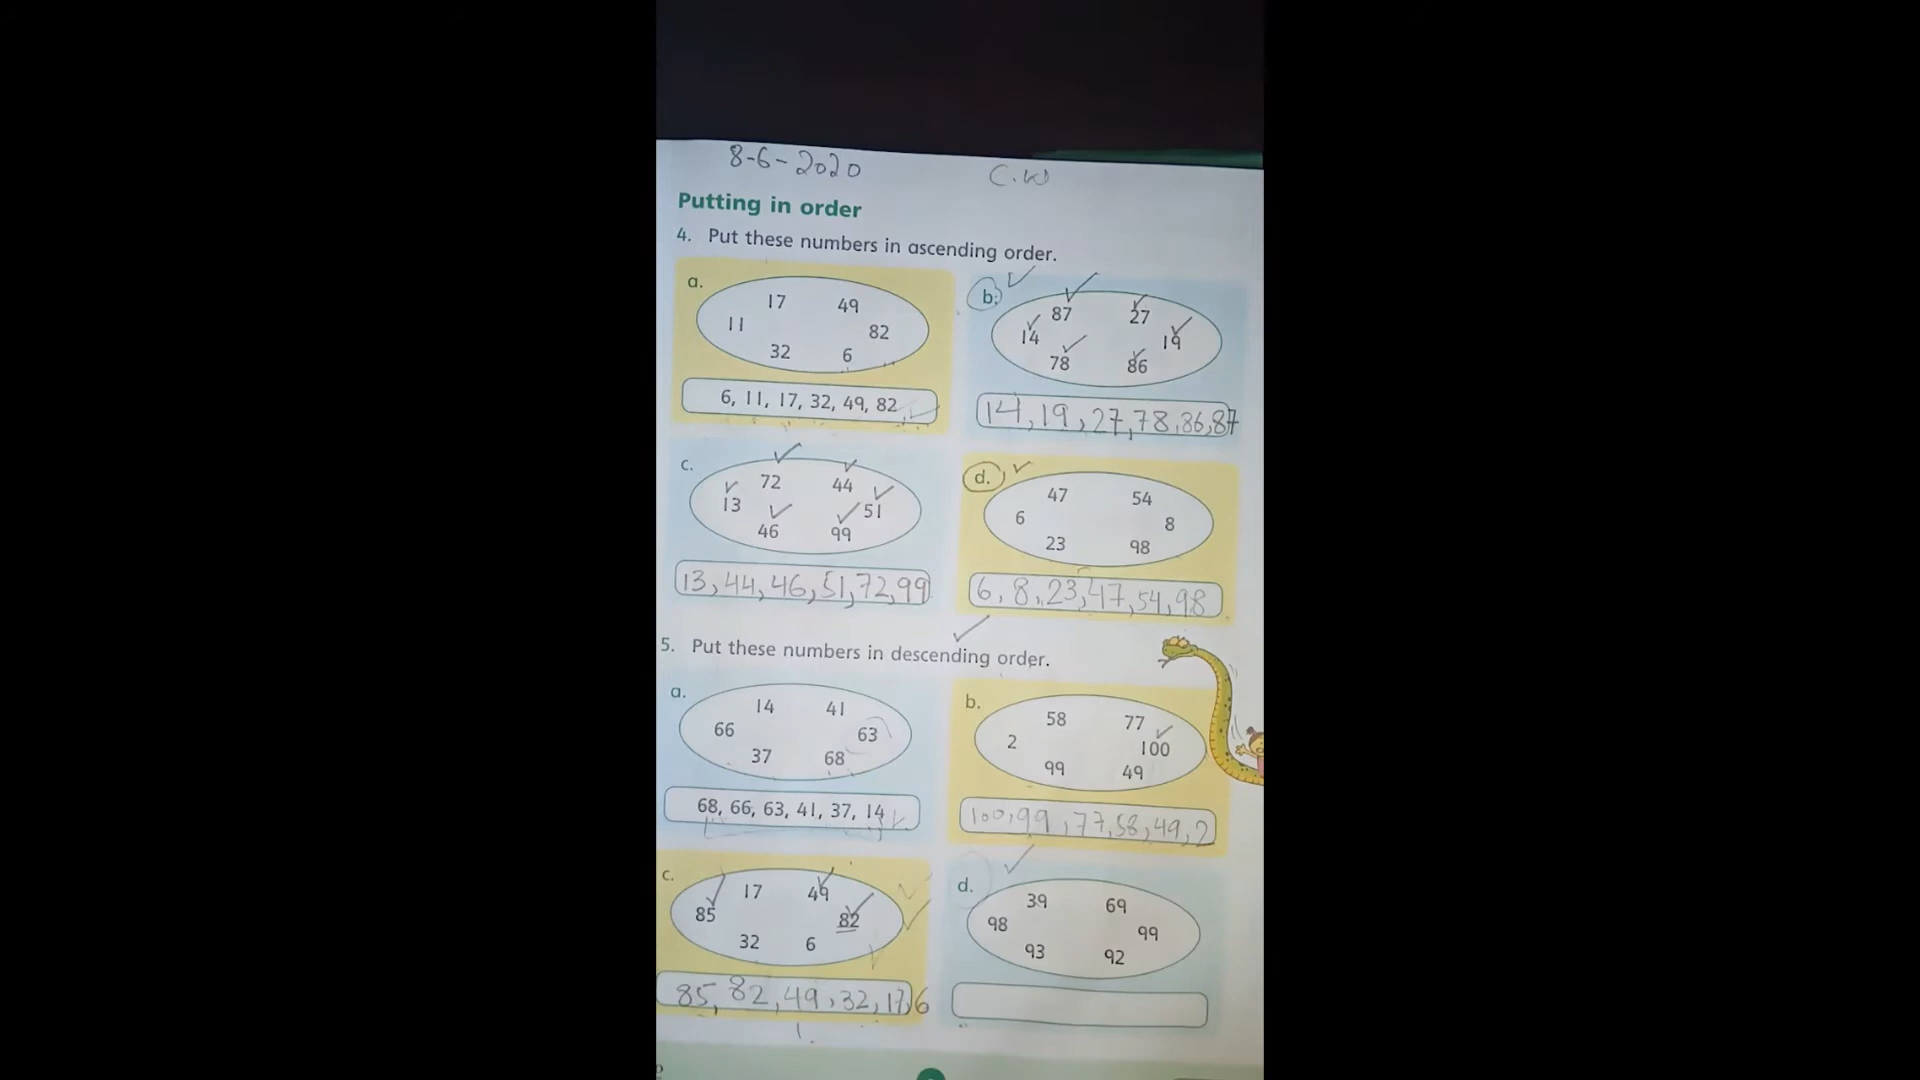 8-6-2020 C.W
Putting in order
4. Put these numbers in ascending order.
a.
17 49
11 82
32 6
6, 11, 17, 32, 49, 82
b.
87 27
14 19
78 86
14,19,27,78,86,87
c.
72 44
13 51
46 99
13,44,46,51,72,99
d.
47 54
6 8
23 98
6,8,23,47,54,98
5. Put these numbers in descending order.
a.
14 41
66 63
37 68
68, 66, 63, 41, 37, 14
b.
58 77
2 100
99 49
100,99,77,58,49,2
c.
17 49
85 82
32 6
85,82,49,32,17,6
d.
39 69
98 99
93 92